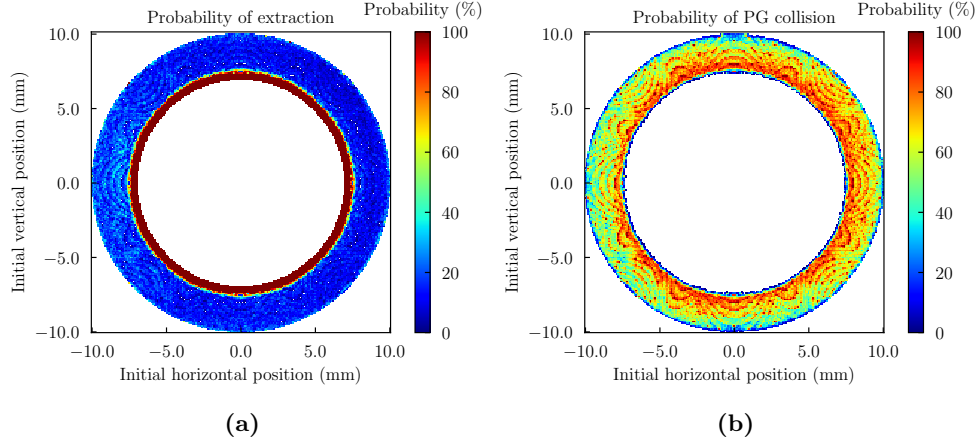 Probability of extraction
Probability (%)
10.0
5.0
0.0
−5.0
−10.0
Initial vertical position (mm)
−10.0 −5.0 0.0 5.0 10.0
Initial horizontal position (mm)
100
80
60
40
20
0
(a)
Probability of PG collision
Probability (%)
10.0
5.0
0.0
−5.0
−10.0
Initial vertical position (mm)
−10.0 −5.0 0.0 5.0 10.0
Initial horizontal position (mm)
100
80
60
40
20
0
(b)